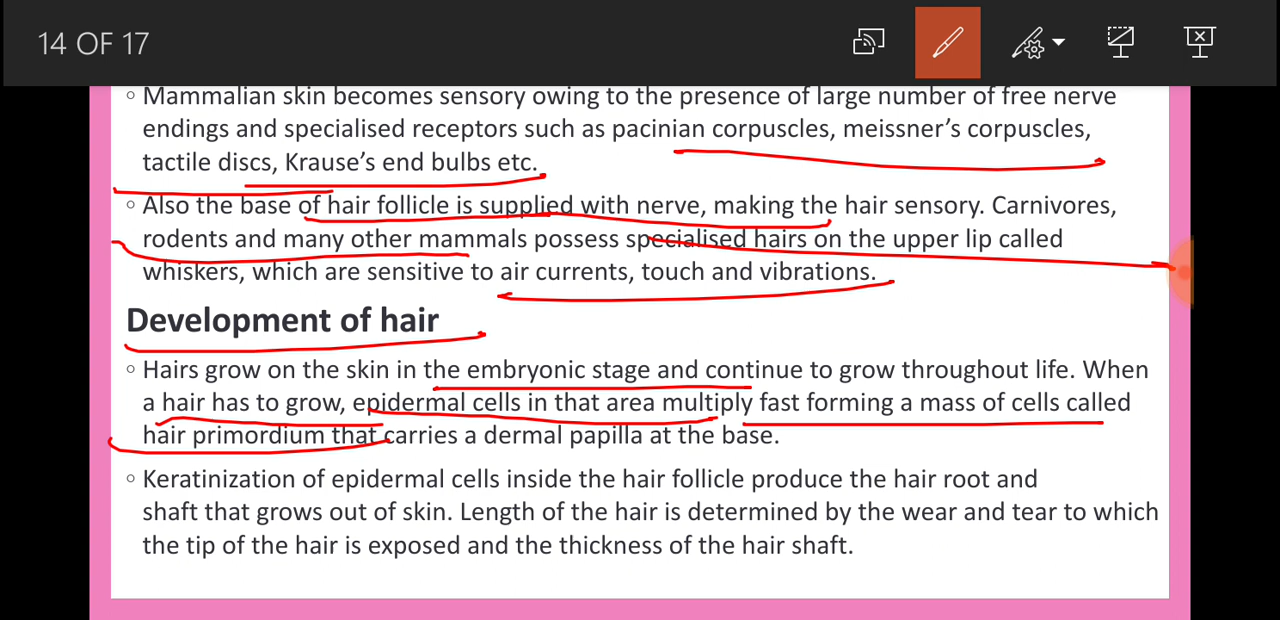 14 OF 17
◦ Mammalian skin becomes sensory owing to the presence of large number of free nerve
endings and specialised receptors such as pacinian corpuscles, meissner's corpuscles,
tactile discs, Krause's end bulbs etc.
◦ Also the base of hair follicle is supplied with nerve, making the hair sensory. Carnivores,
rodents and many other mammals possess specialised hairs on the upper lip called
whiskers, which are sensitive to air currents, touch and vibrations.
Development of hair
◦ Hairs grow on the skin in the embryonic stage and continue to grow throughout life. When
a hair has to grow, epidermal cells in that area multiply fast forming a mass of cells called
hair primordium that carries a dermal papilla at the base.
◦ Keratinization of epidermal cells inside the hair follicle produce the hair root and
shaft that grows out of skin. Length of the hair is determined by the wear and tear to which
the tip of the hair is exposed and the thickness of the hair shaft.